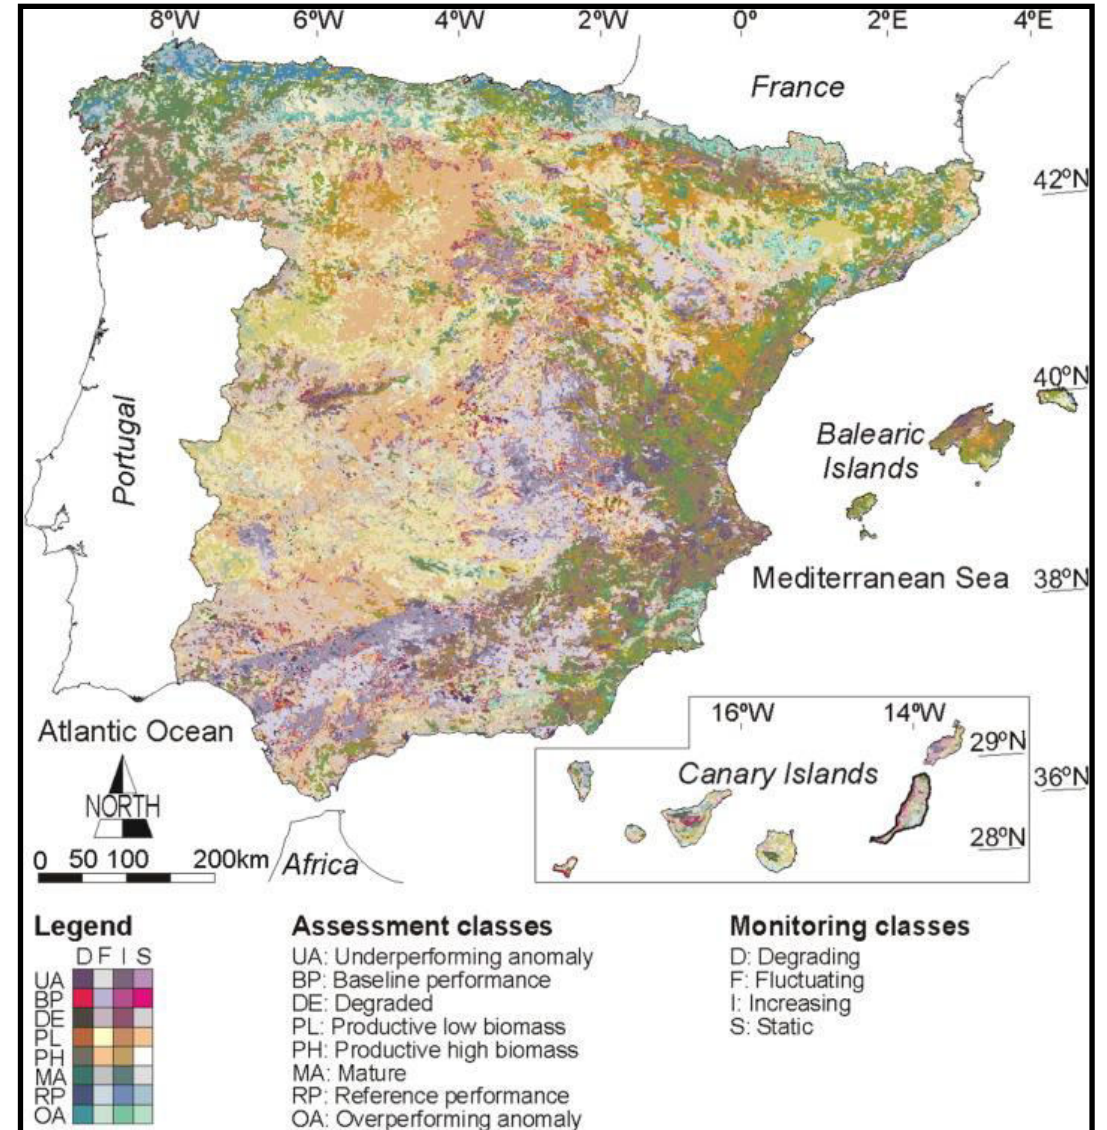 8ºW 6ºW 4ºW 2ºW 0º 2ºE 4ºE
France
42ºN
40ºN
Balearic
Islands
Portugal
Mediterranean Sea
38ºN
Atlantic Ocean
16ºW 14ºW
29ºN
Canary Islands
36ºN
NORTH
28ºN
0 50 100 200km
Africa
Legend
D F I S
UA
BP
DE
PL
PH
MA
RP
OA
Assessment classes
UA: Underperforming anomaly
BP: Baseline performance
DE: Degraded
PL: Productive low biomass
PH: Productive high biomass
MA: Mature
RP: Reference performance
OA: Overperforming anomaly
Monitoring classes
D: Degrading
F: Fluctuating
I: Increasing
S: Static